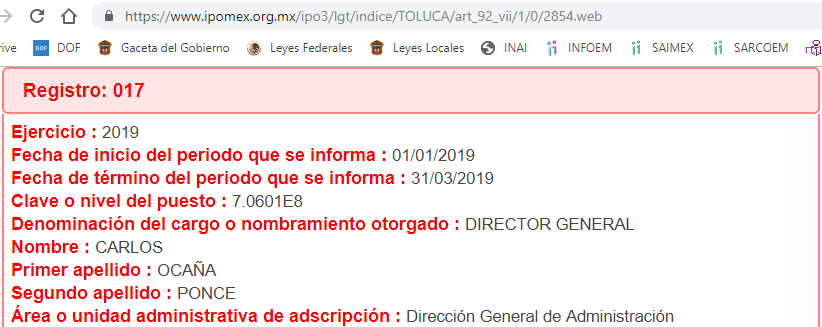 https://www.ipomex.org.mx/ipo3/lgt/indice/TOLUCA/art_92_vii/1/0/2854.web
rive DOF DOF Gaceta del Gobierno Leyes Federales Leyes Locales INAI INFOEM SAIMEX SARCOEM
Registro: 017
Ejercicio : 2019
Fecha de inicio del periodo que se informa : 01/01/2019
Fecha de término del periodo que se informa : 31/03/2019
Clave o nivel del puesto : 7.0601E8
Denominación del cargo o nombramiento otorgado : DIRECTOR GENERAL
Nombre : CARLOS
Primer apellido : OCAÑA
Segundo apellido : PONCE
Área o unidad administrativa de adscripción : Dirección General de Administración